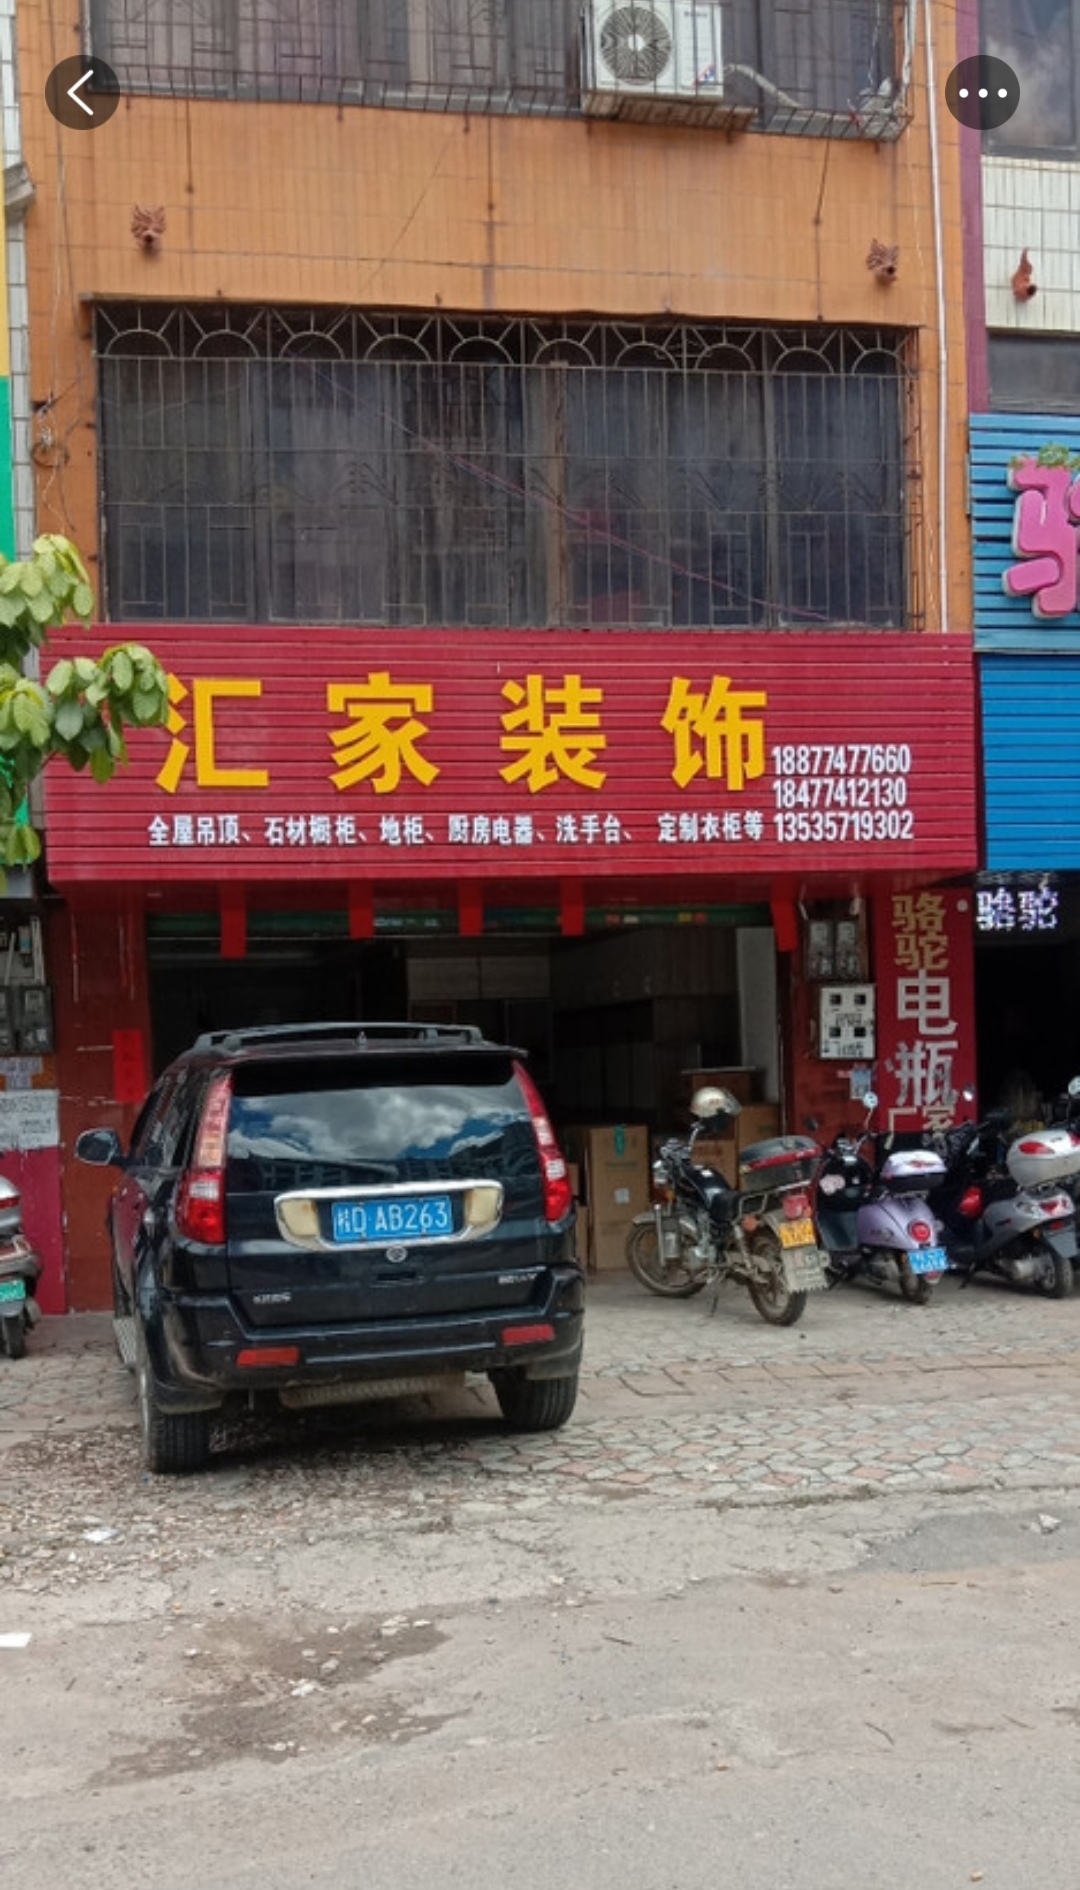 汇家装饰
18877477660
18477412130
全屋吊顶、石材橱柜、地柜、厨房电器、洗手台、 定制衣柜等 13535719302
骆驼电瓶
骆驼
桂D·AB263